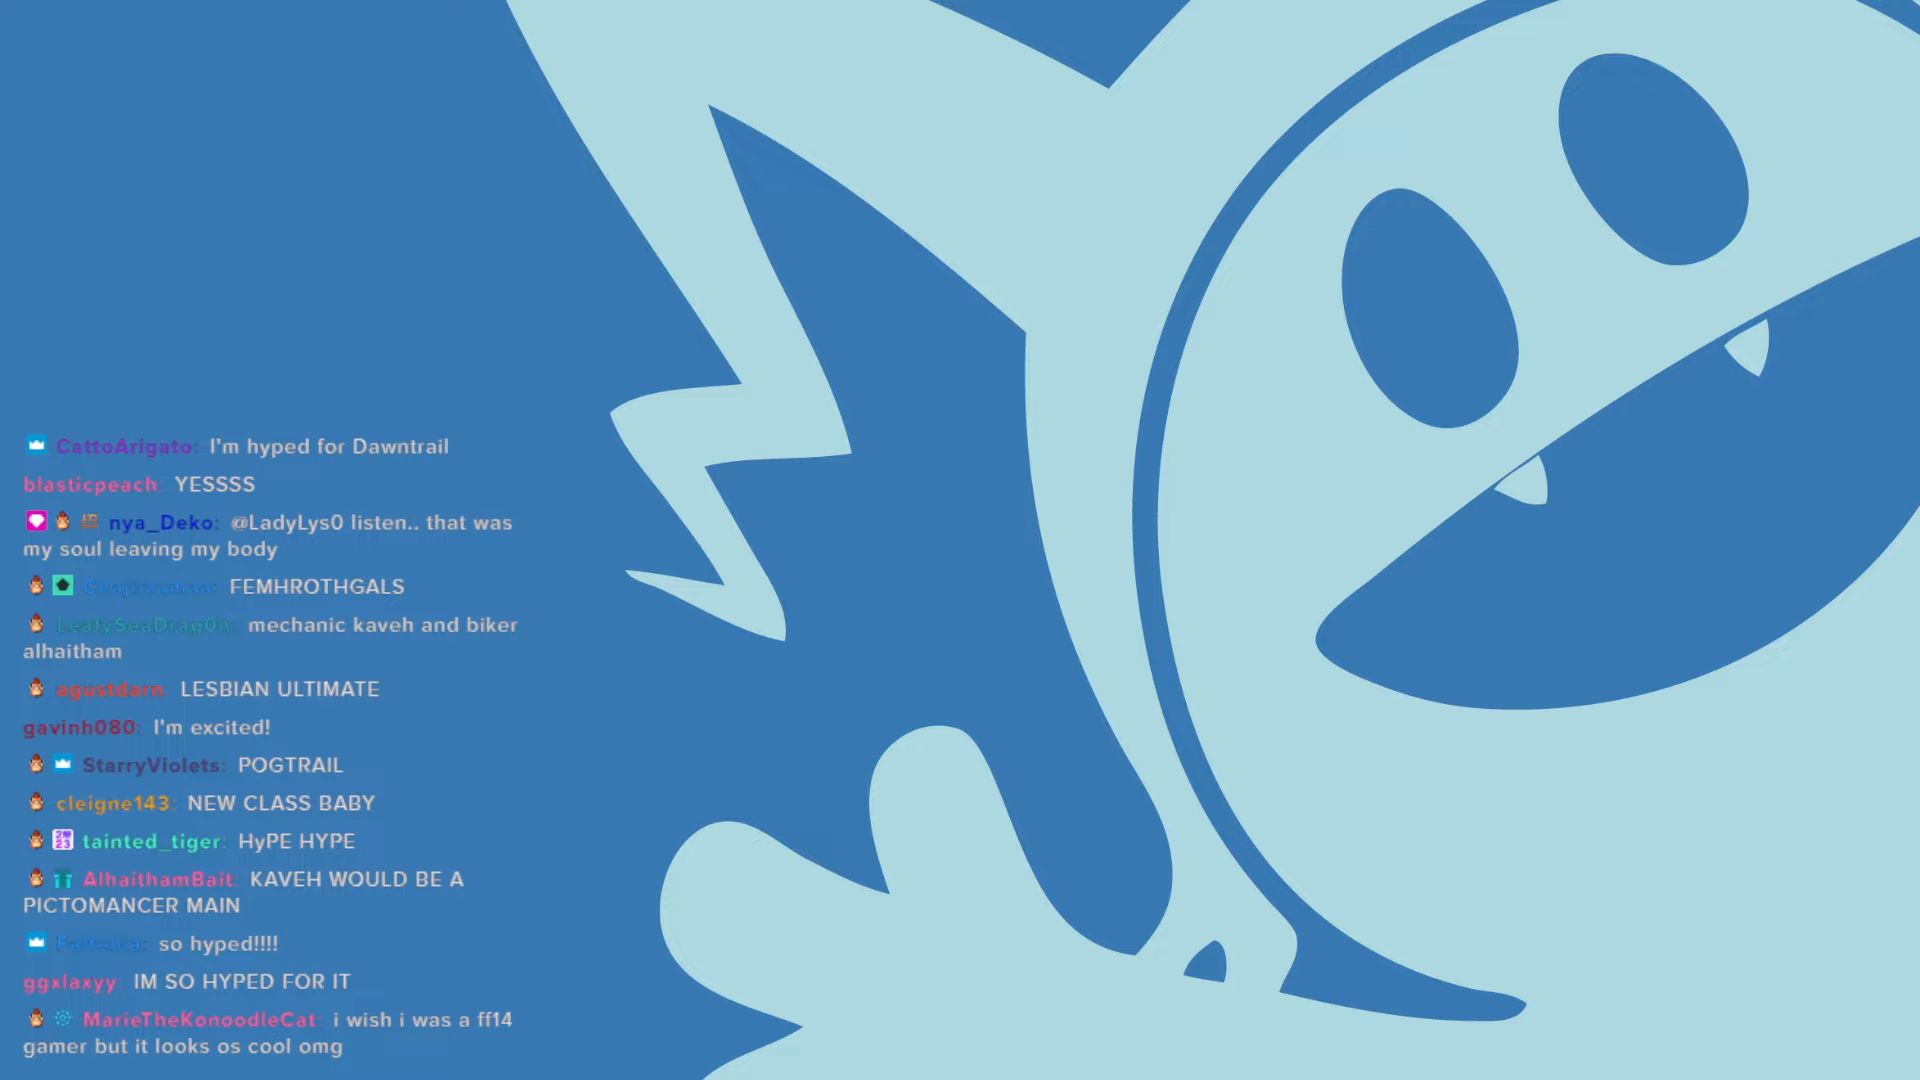 CattoArigato: I'm hyped for Dawntrail
blasticpeach: YESSSS
nya_Deko: @LadyLys0 listen.. that was
my soul leaving my body
FEMHROTHGALS
LeafySeaDrag0n: mechanic kaveh and biker
alhaitham
agustdarn: LESBIAN ULTIMATE
gavinh080: I'm excited!
StarryViolets: POGTRAIL
cleigne143: NEW CLASS BABY
2 23 tainted_tiger: HyPE HYPE
AlhaithamBait: KAVEH WOULD BE A
PICTOMANCER MAIN
so hyped!!!!
ggxlaxyy: IM SO HYPED FOR IT
MarieTheKonoodleCat: i wish i was a ff14
gamer but it looks os cool omg